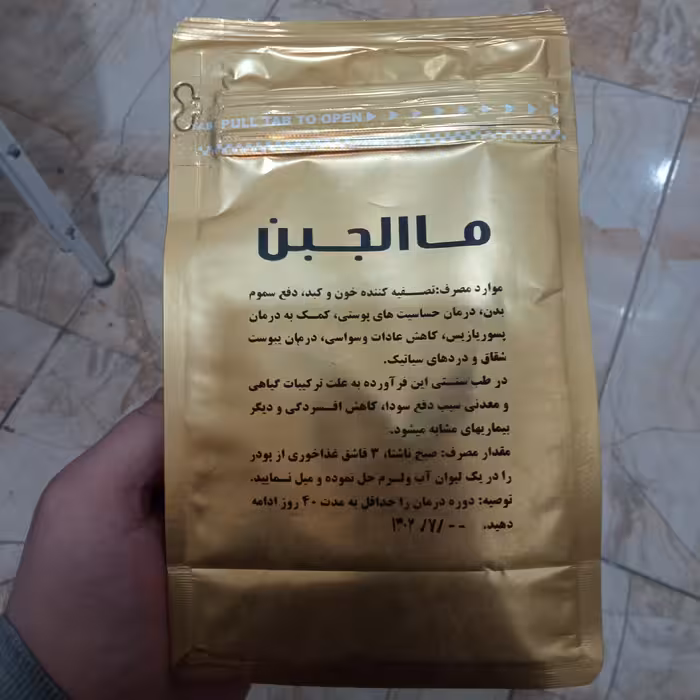 PULL TAB TO OPEN
ماالجبن
موارد مصرف:تصفیه کننده خون و کبد، دفع سموم
بدن، درمان حساسیت های پوستی، کمک به درمان
پسوریازیس، کاهش عادات وسواسی، درمان یبوست
شقاق و دردهای سیاتیک.
در طب سنتی این فرآورده به علت ترکیبات گیاهی
و معدنی سبب دفع سودا، کاهش افسردگی و دیگر
بیماریهای مشابه میشود.
مقدار مصرف: صبح ناشتا، ۳ قاشق غذاخوری از پودر
را در یک لیوان آب ولرم حل نموده و میل نمایید.
توصیه: دوره درمان را حداقل به مدت ۴۰ روز ادامه
دهید. ۱۴۰۲/۷/--